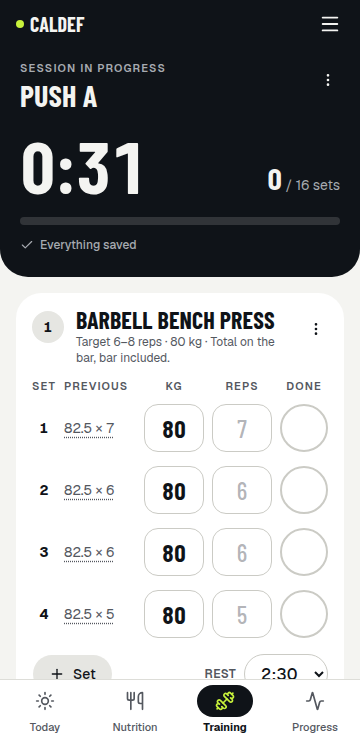 CALDEF
SESSION IN PROGRESS
PUSH A
0:31
0 / 16 sets
Everything saved
1
BARBELL BENCH PRESS
Target 6–8 reps · 80 kg · Total on the
bar, bar included.
SET PREVIOUS KG REPS DONE
1 82.5 × 7 80 7
2 82.5 × 6 80 6
3 82.5 × 6 80 6
4 82.5 × 5 80 5
+ Set REST 2:30
Today Nutrition Training Progress